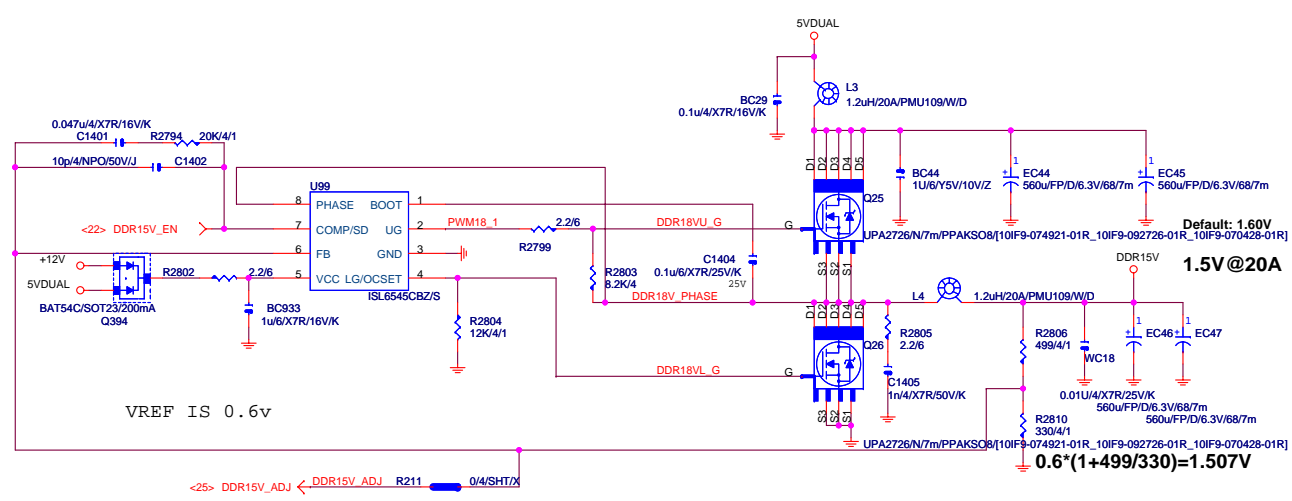 5VDUAL
L3
1.2uH/20A/PMU109/W/D
BC29
0.1u/4/X7R/16V/K
0.047u/4/X7R/16V/K
C1401
R2794
20K/4/1
10p/4/NPO/50V/J
C1402
D1 D2 D3 D4 D5
BC44
1U/6/Y5V/10V/Z
1
EC44
560u/FP/D/6.3V/68/7m
1
EC45
560u/FP/D/6.3V/68/7m
U99
8 PHASE BOOT 1
7 COMP/SD UG 2
6 FB GND 3
5 VCC LG/OCSET 4
ISL6545CBZ/S
<22> DDR15V_EN
PWM18_1
2.2/6
R2799
DDR18VU_G
G
Q25
UPA2726/N/7m/PPAKSO8/[10IF9-074921-01R_10IF9-092726-01R_10IF9-070428-01R]
Default: 1.60V
1.5V@20A
S3 S2 S1
+12V
5VDUAL
BAT54C/SOT23/200mA
Q394
R2802
2.2/6
BC933
1u/6/X7R/16V/K
R2803
8.2K/4
C1404
0.1u/6/X7R/25V/K
25V
DDR18V_PHASE
L4
1.2uH/20A/PMU109/W/D
DDR15V
R2804
12K/4/1
D1 D2 D3 D4 D5
R2805
2.2/6
Q26
DDR18VL_G
G
S3 S2 S1
C1405
1n/4/X7R/50V/K
R2806
499/4/1
WC18
0.01U/4/X7R/25V/K
1
EC46
560u/FP/D/6.3V/68/7m
1
EC47
560u/FP/D/6.3V/68/7m
R2810
330/4/1
UPA2726/N/7m/PPAKSO8/[10IF9-074921-01R_10IF9-092726-01R_10IF9-070428-01R]
0.6*(1+499/330)=1.507V
VREF IS 0.6v
<25> DDR15V_ADJ
DDR15V_ADJ
R211
0/4/SHT/X